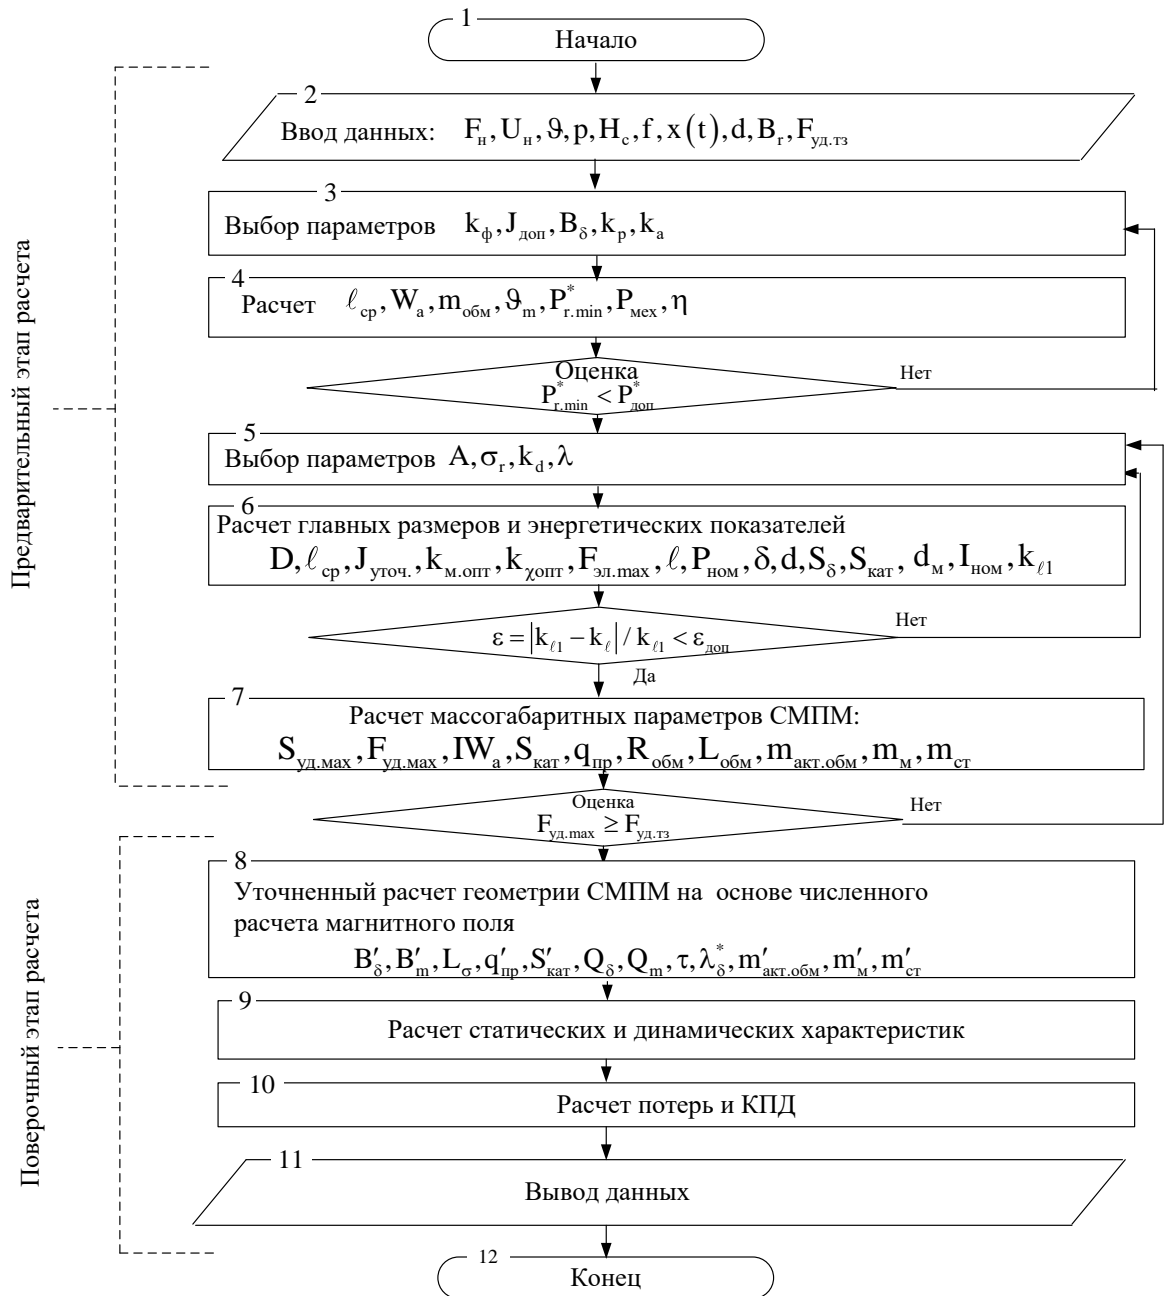 1
Начало
2
Ввод данных: F_н, U_н, ϑ, p, H_c, f, x(t), d, B_r, F_уд.тз
3
Выбор параметров k_ф, J_доп, B_δ, k_p, k_a
4
Расчет ℓ_ср, W_a, m_обм, ϑ_m, P*_r.min, P_мех, η
Оценка
P*_r.min < P*_доп
Нет
5
Выбор параметров A, σ_r, k_d, λ
6
Расчет главных размеров и энергетических показателей
D, ℓ_ср, J_уточ., k_м.опт, k_χопт, F_эл.max, ℓ, P_ном, δ, d, S_δ, S_кат, d_м, I_ном, k_ℓ1
ε = |k_ℓ1 − k_ℓ| / k_ℓ1 < ε_доп
Нет
Да
7
Расчет массогабаритных параметров СМПМ:
S_уд.max, F_уд.max, IW_a, S_кат, q_пр, R_обм, L_обм, m_акт.обм, m_м, m_ст
Оценка
F_уд.max ≥ F_уд.тз
Нет
8
Уточненный расчет геометрии СМПМ на основе численного
расчета магнитного поля
B′_δ, B′_m, L_σ, q′_пр, S′_кат, Q_δ, Q_m, τ, λ*_δ, m′_акт.обм, m′_м, m′_ст
9
Расчет статических и динамических характеристик
10
Расчет потерь и КПД
11
Вывод данных
12
Конец
Предварительный этап расчета
Поверочный этап расчета